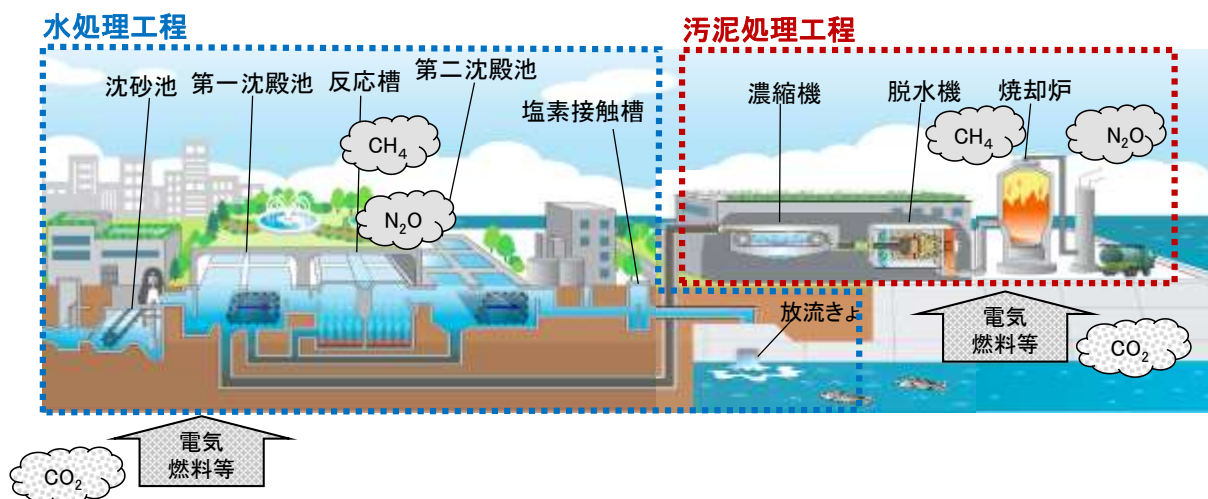 水処理工程
汚泥処理工程
沈砂池
第一沈殿池
反応槽
第二沈殿池
塩素接触槽
濃縮機
脱水機
焼却炉
CH₄
N₂O
CH₄
N₂O
放流きょ
電気
燃料等
CO₂
電気
燃料等
CO₂